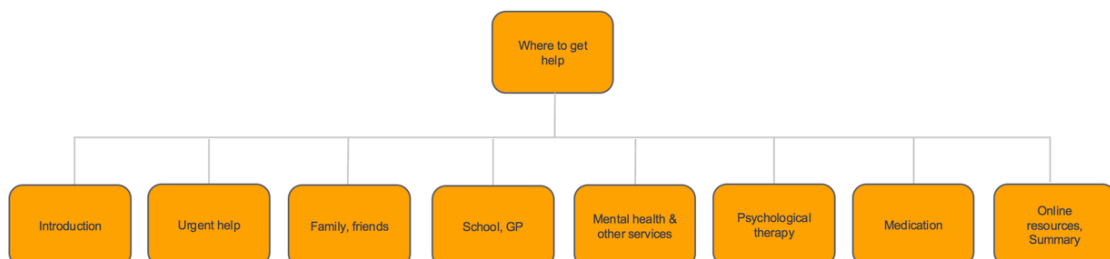 Where to get
help
Introduction
Urgent help
Family, friends
School, GP
Mental health &
other services
Psychological
therapy
Medication
Online
resources,
Summary